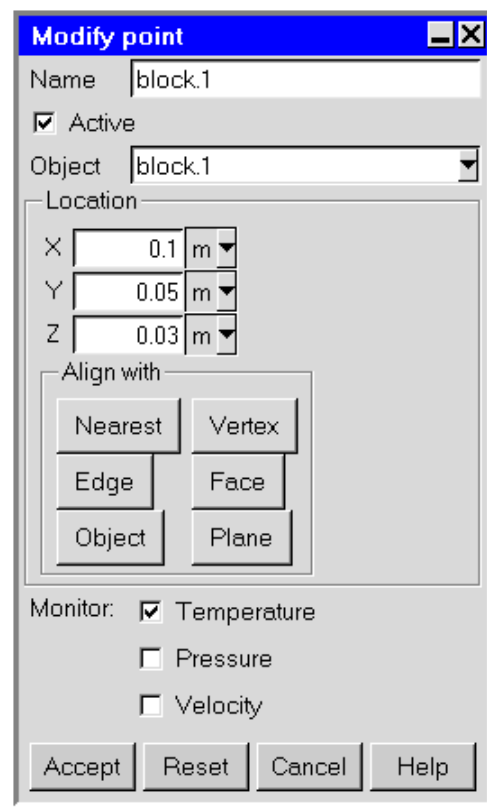 Modify point
Name block.1
Active
Object block.1
Location
X 0.1 m
Y 0.05 m
Z 0.03 m
Align with
Nearest Vertex
Edge Face
Object Plane
Monitor: Temperature
Pressure
Velocity
Accept Reset Cancel Help